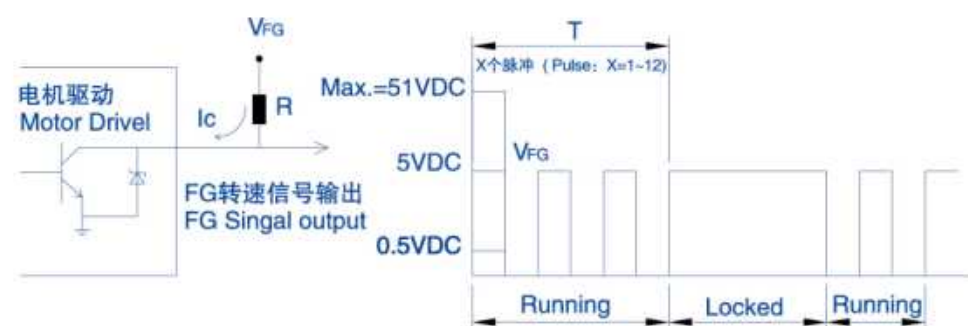 VFG
电机驱动
Motor Drivel
Ic
R
FG转速信号输出
FG Singal output
T
X个脉冲 ( Pulse: X=1~12)
Max.=51VDC
VFG
5VDC
0.5VDC
Running
Locked
Running